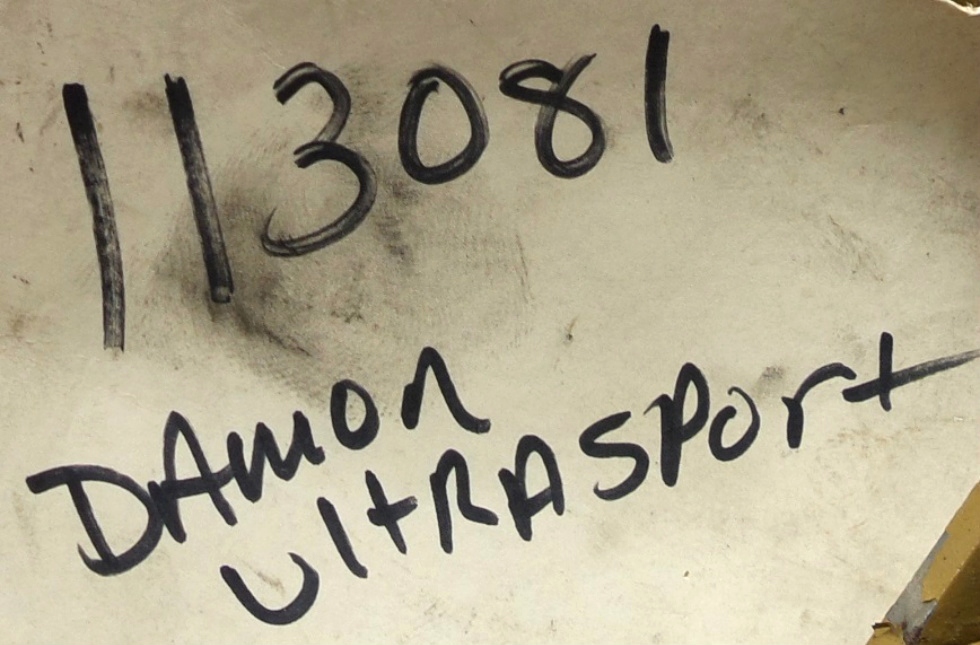 113081
DAmon
UltRASPort